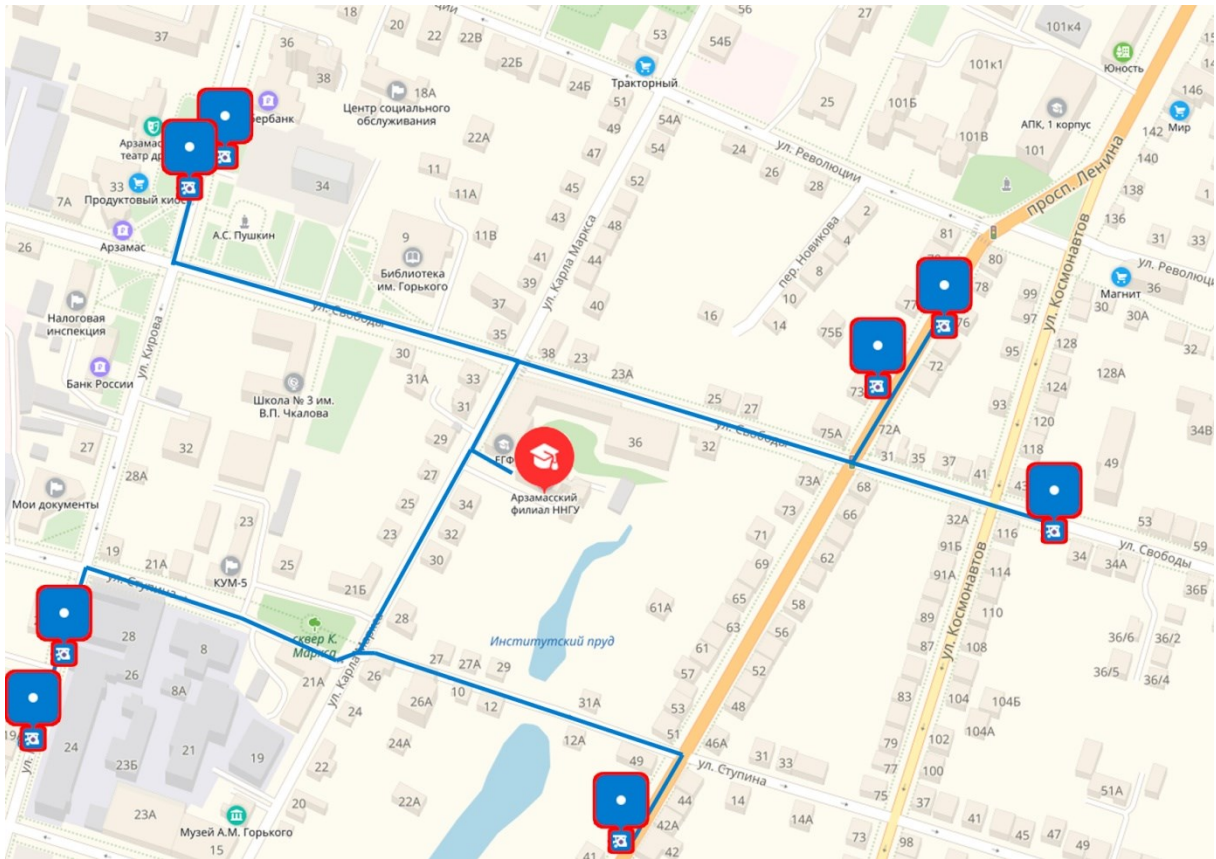 56
18
20
22
22В
53
54Б
27
101к4
37
36
38
22Б
Тракторный
101к1
Юность
146
Сбербанк
18А
Центр социального
обслуживания
24Б
51
25
101Б
АПК, 1 корпус
Мир
22А
49
54А
101В
101
142
47
54
24
ул. Революции
140
33
34
11
45
52
26
28
просп. Ленина
138
7А
Продуктовый киоск
11А
43
48
пер. Новикова
2
136
А.С. Пушкин
9
11В
4
81
31
33
Арзамас
41
44
80
ул. Революции
26
Библиотека
им. Горького
39
8
78
99
Магнит
36
37
40
10
77
97
30
30А
Налоговая
инспекция
ул. Свободы
ул. Карла Маркса
16
14
75Б
76
ул. Космонавтов
35
38
23
95
128
32
ул. Кирова
30
31А
33
23А
72
128А
Банк России
Школа № 3 им.
В.П. Чкалова
31
73
124
25
27
93
120
34В
29
ул. Свободы
75А
72А
27
32
36
32
31
35
37
41
118
49
28А
27
Арзамасский
филиал ННГУ
73А
68
43
Мои документы
25
34
73
66
32А
116
53
23
23
32
71
91Б
34
34А
59
ул. Свободы
19
21А
КУМ-5
25
30
69
62
91А
114
36Б
ул. Ступина
21Б
61А
65
58
110
89
28
28
63
56
36/6
36/2
8
сквер К.
Маркса
Институтский пруд
61
87
108
ул. Космонавтов
26
27
27А
29
57
52
36/5
36/4
8А
21А
26
10
83
104
104Б
ул. Карла Маркса
26А
12
31А
53
48
24
51
24
21
24А
12А
46А
79
102
104А
23Б
19
49
31
33
22
77
100
ул. Ступина
22А
44
14
75
37
51А
23А
20
42А
14А
41
Музей А.М. Горького
45
47
15
41
42
73
98
49